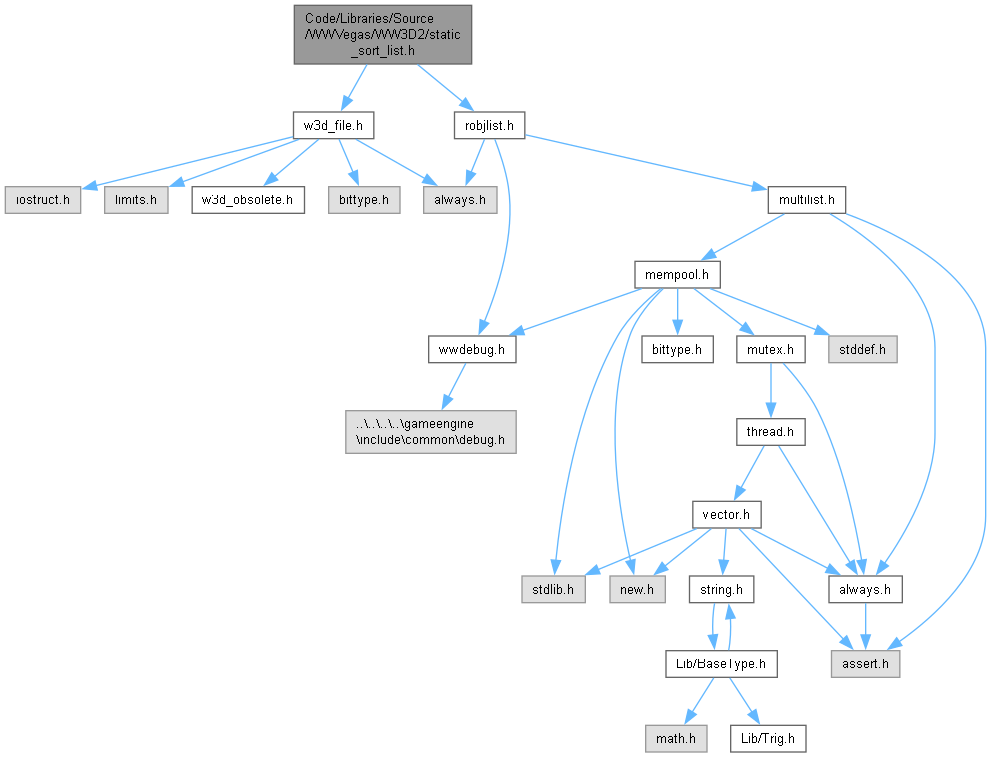 Code/Libraries/Source
/WWVegas/WW3D2/static
_sort_list.h
w3d_file.h
robjlist.h
iostruct.h
limits.h
w3d_obsolete.h
bittype.h
always.h
multilist.h
mempool.h
wwdebug.h
bittype.h
mutex.h
stddef.h
..\..\..\..\gameengine
\include\common\debug.h
thread.h
vector.h
stdlib.h
new.h
string.h
always.h
Lib/BaseType.h
assert.h
math.h
Lib/Trig.h